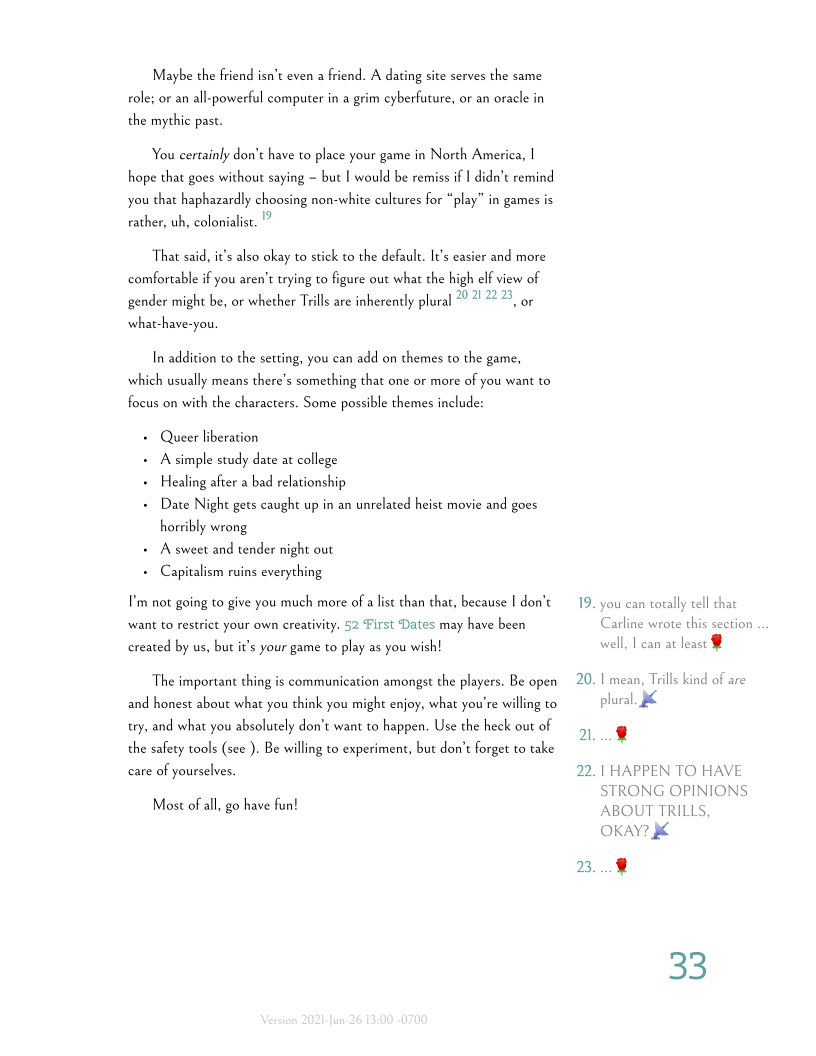 Maybe the friend isn’t even a friend. A dating site serves the same
role; or an all-powerful computer in a grim cyberfuture, or an oracle in
the mythic past.
You certainly don’t have to place your game in North America, I
hope that goes without saying – but I would be remiss if I didn’t remind
you that haphazardly choosing non-white cultures for “play” in games is
rather, uh, colonialist. 19
That said, it’s also okay to stick to the default. It’s easier and more
comfortable if you aren’t trying to figure out what the high elf view of
gender might be, or whether Trills are inherently plural 20 21 22 23, or
what-have-you.
In addition to the setting, you can add on themes to the game,
which usually means there’s something that one or more of you want to
focus on with the characters. Some possible themes include:
• Queer liberation
• A simple study date at college
• Healing after a bad relationship
• Date Night gets caught up in an unrelated heist movie and goes
horribly wrong
• A sweet and tender night out
• Capitalism ruins everything
I’m not going to give you much more of a list than that, because I don’t
want to restrict your own creativity. 52 First Dates may have been
created by us, but it’s your game to play as you wish!
The important thing is communication amongst the players. Be open
and honest about what you think you might enjoy, what you’re willing to
try, and what you absolutely don’t want to happen. Use the heck out of
the safety tools (see ). Be willing to experiment, but don’t forget to take
care of yourselves.
Most of all, go have fun!
19. you can totally tell that
Carline wrote this section ...
well, I can at least
20. I mean, Trills kind of are
plural.
21. ...
22. I HAPPEN TO HAVE
STRONG OPINIONS
ABOUT TRILLS,
OKAY?
23. ...
33
Version 2021-Jun-26 13:00 -0700